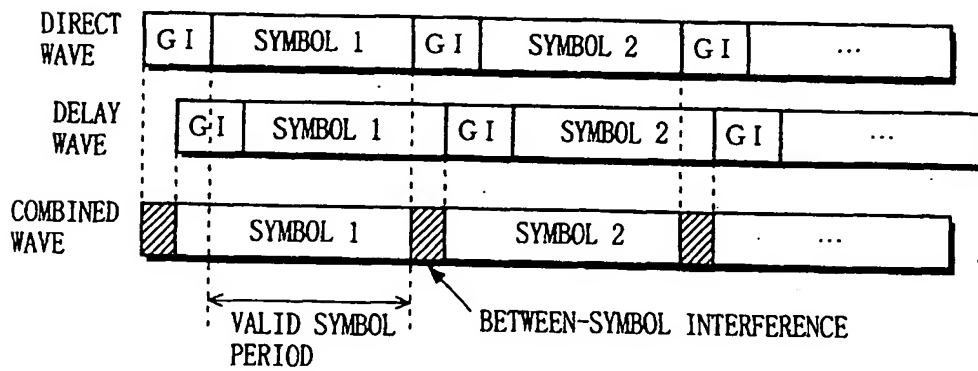 DIRECT
WAVE
GI SYMBOL 1 GI SYMBOL 2 GI ...
DELAY
WAVE
GI SYMBOL 1 GI SYMBOL 2 GI ...
COMBINED
WAVE
SYMBOL 1 SYMBOL 2 ...
VALID SYMBOL
PERIOD
BETWEEN-SYMBOL INTERFERENCE